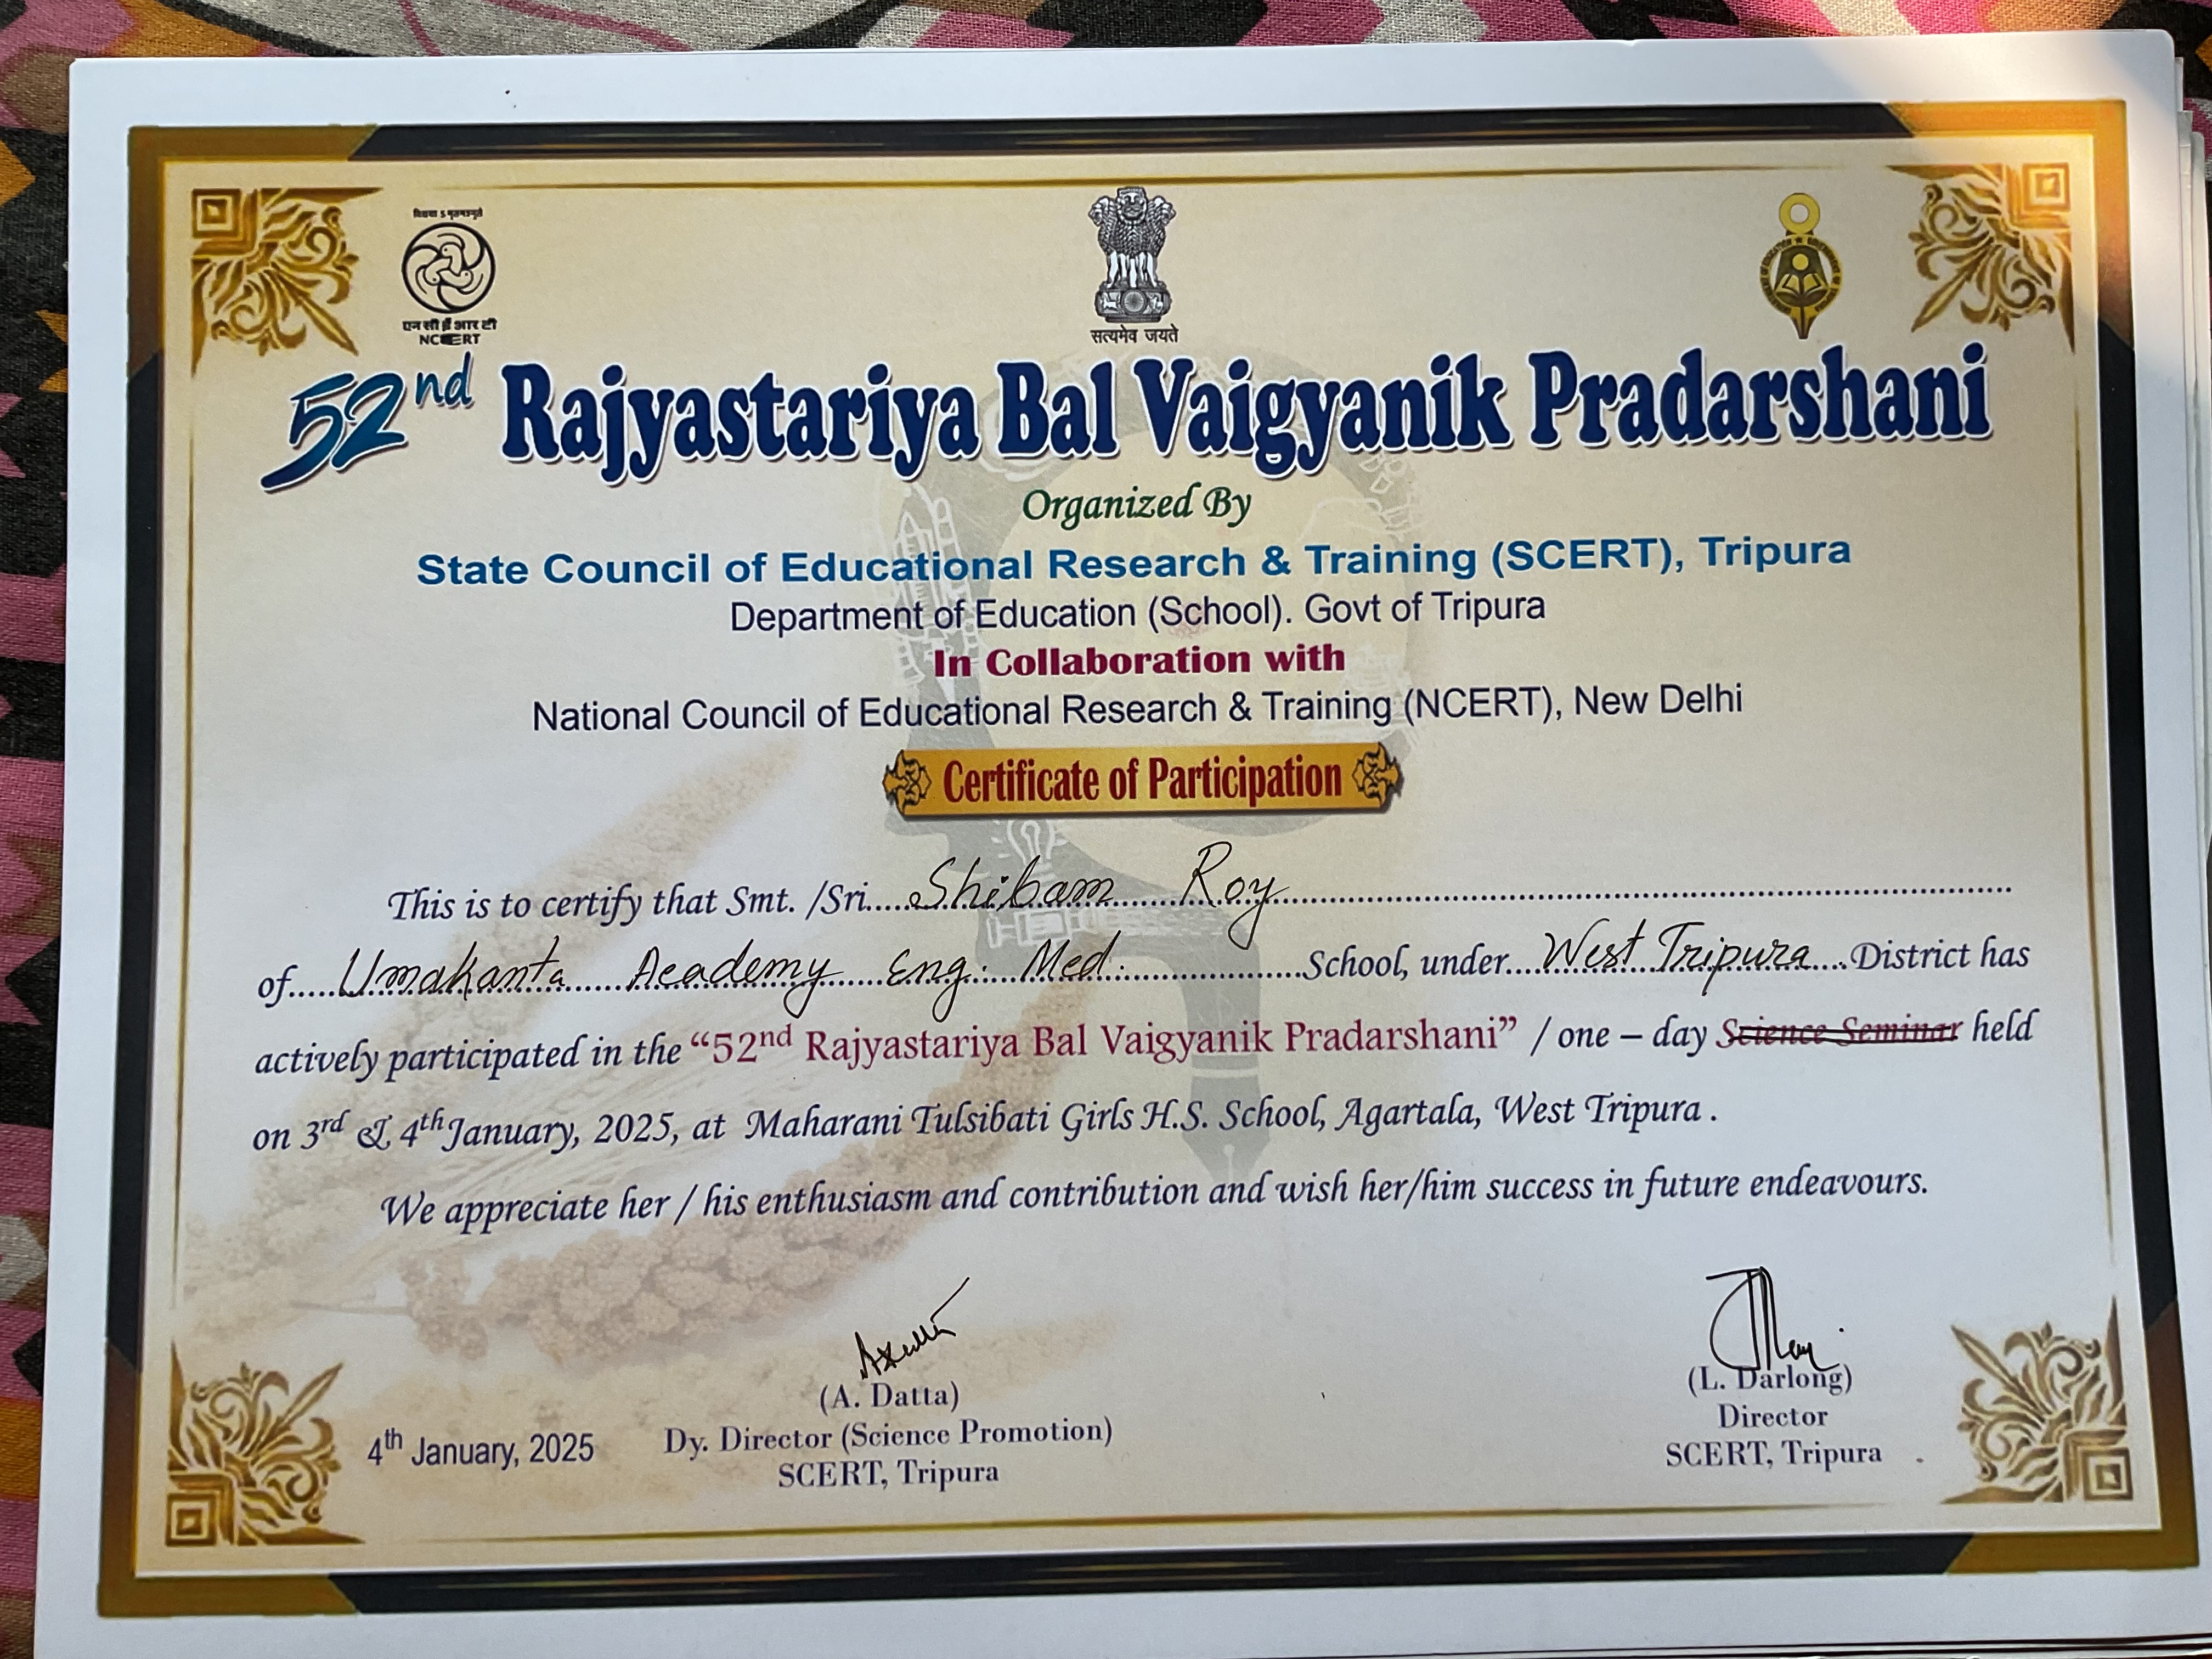 विद्यया ऽ मृतमश्नुते
एन सी ई आर टी
NCERT
सत्यमेव जयते
52nd Rajyastariya Bal Vaigyanik Pradarshani
Organized By
State Council of Educational Research & Training (SCERT), Tripura
Department of Education (School). Govt of Tripura
In Collaboration with
National Council of Educational Research & Training (NCERT), New Delhi
Certificate of Participation
This is to certify that Smt. /Sri.....Shibam Roy
of.....Umakanta Academy Eng. Med. School, under....West Tripura....District has
actively participated in the “52nd Rajyastariya Bal Vaigyanik Pradarshani” / one – day Science Seminar held
on 3rd & 4th January, 2025, at Maharani Tulsibati Girls H.S. School, Agartala, West Tripura .
We appreciate her / his enthusiasm and contribution and wish her/him success in future endeavours.
(A. Datta)
Dy. Director (Science Promotion)
SCERT, Tripura
4th January, 2025
(L. Darlong)
Director
SCERT, Tripura